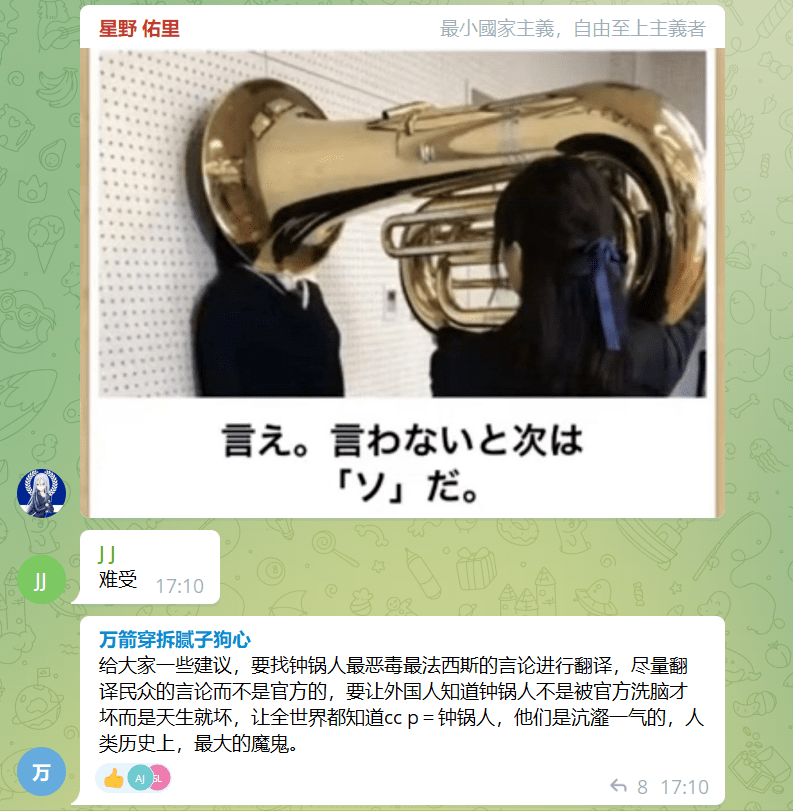 星野 佑里 最小國家主義，自由至上主義者
言え。言わないと次は
「ソ」だ。
J J
JJ 难受 17:10
万箭穿拆腻子狗心
给大家一些建议，要找钟锅人最恶毒最法西斯的言论进行翻译，尽量翻
译民众的言论而不是官方的，要让外国人知道钟锅人不是被官方洗脑才
坏而是天生就坏，让全世界都知道cc p＝钟锅人，他们是沆瀣一气的，人
类历史上，最大的魔鬼。
万 AJ SL 8 17:10